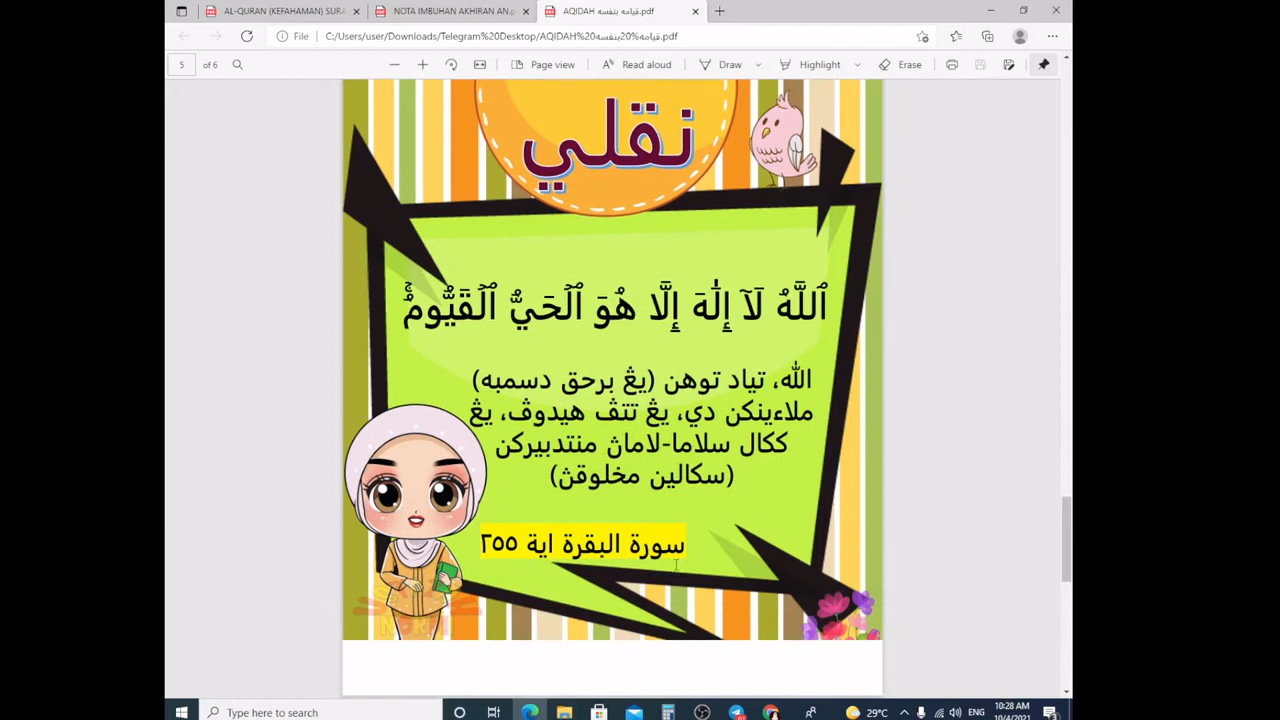 AL-QURAN (KEFAHAMAN) SURA
NOTA IMBUHAN AKHIRAN AN.p
AQIDAH قيامه بنفسه.pdf
File
C:/Users/user/Downloads/Telegram%20Desktop/AQIDAH%20قيامه%20بنفسه.pdf
5 of 6
Page view
Read aloud
Draw
Highlight
Erase
نقلي
ٱللَّهُ لَآ إِلَٰهَ إِلَّا هُوَ ٱلۡحَيُّ ٱلۡقَيُّومُۚ
الله، تياد توهن (يڠ برحق دسمبه)
ملاءينكن دي، يڠ تتڤ هيدوڤ، يڠ
ككال سلاما-لاماڽ منتدبيركن
(سكالين مخلوقڽ)
سورة البقرة اية ٢٥٥
Type here to search
29°C
ENG
10:28 AM
10/4/2021
3